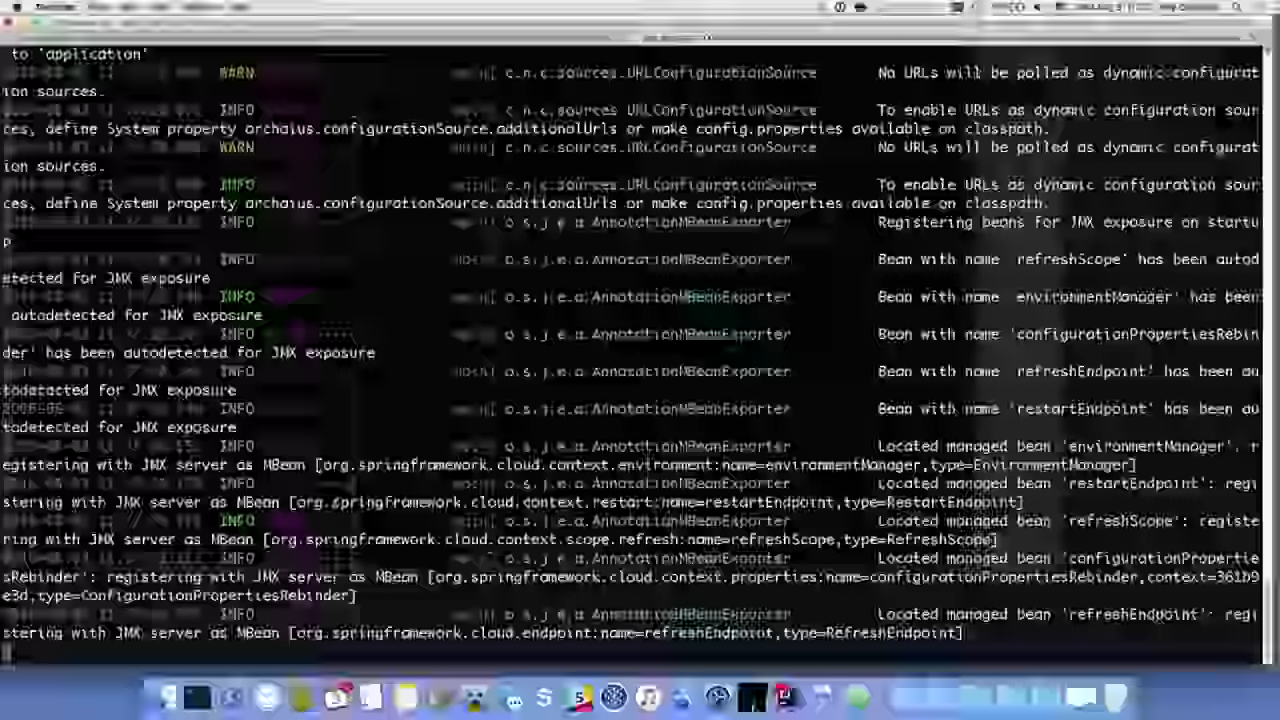 to 'application'
WARN c.n.c.sources.URLConfigurationSource No URLs will be polled as dynamic configurat
ion sources.
INFO c.n.c.sources.URLConfigurationSource To enable URLs as dynamic configuration sour
ces, define System property archaius.configurationSource.additionalUrls or make config.properties available on classpath.
WARN c.n.c.sources.URLConfigurationSource No URLs will be polled as dynamic configurat
ion sources.
INFO c.n.c.sources.URLConfigurationSource To enable URLs as dynamic configuration sour
ces, define System property archaius.configurationSource.additionalUrls or make config.properties available on classpath.
INFO o.s.j.e.a.AnnotationMBeanExporter Registering beans for JMX exposure on startu
p
INFO o.s.j.e.a.AnnotationMBeanExporter Bean with name 'refreshScope' has been autod
etected for JMX exposure
INFO o.s.j.e.a.AnnotationMBeanExporter Bean with name 'environmentManager' has been
autodetected for JMX exposure
INFO o.s.j.e.a.AnnotationMBeanExporter Bean with name 'configurationPropertiesRebin
der' has been autodetected for JMX exposure
INFO o.s.j.e.a.AnnotationMBeanExporter Bean with name 'refreshEndpoint' has been au
todetected for JMX exposure
INFO o.s.j.e.a.AnnotationMBeanExporter Bean with name 'restartEndpoint' has been au
todetected for JMX exposure
INFO o.s.j.e.a.AnnotationMBeanExporter Located managed bean 'environmentManager': r
egistering with JMX server as MBean [org.springframework.cloud.context.environment:name=environmentManager,type=EnvironmentManager]
INFO o.s.j.e.a.AnnotationMBeanExporter Located managed bean 'restartEndpoint': regi
stering with JMX server as MBean [org.springframework.cloud.context.restart:name=restartEndpoint,type=RestartEndpoint]
INFO o.s.j.e.a.AnnotationMBeanExporter Located managed bean 'refreshScope': registe
ring with JMX server as MBean [org.springframework.cloud.context.scope.refresh:name=refreshScope,type=RefreshScope]
INFO o.s.j.e.a.AnnotationMBeanExporter Located managed bean 'configurationPropertie
sRebinder': registering with JMX server as MBean [org.springframework.cloud.context.properties:name=configurationPropertiesRebinder,context=361b9
e3d,type=ConfigurationPropertiesRebinder]
INFO o.s.j.e.a.AnnotationMBeanExporter Located managed bean 'refreshEndpoint': regi
stering with JMX server as MBean [org.springframework.cloud.endpoint:name=refreshEndpoint,type=RefreshEndpoint]